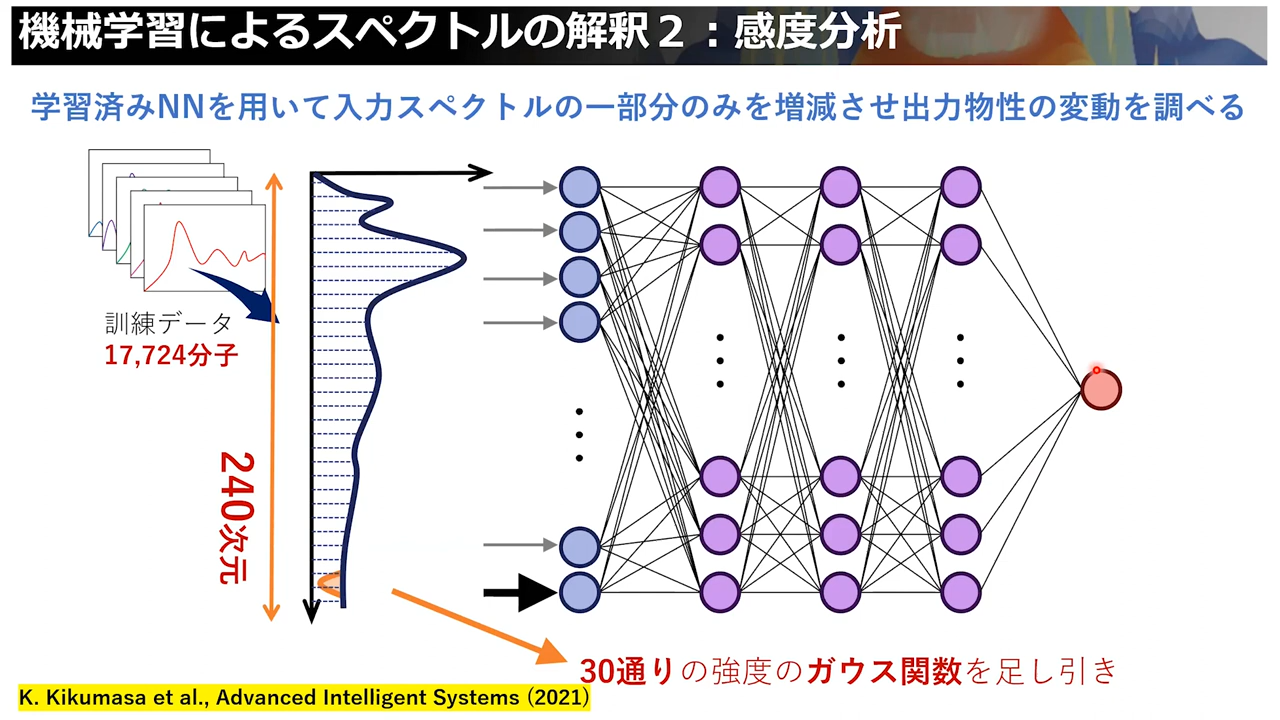 機械学習によるスペクトルの解釈２：感度分析
学習済みNNを用いて入力スペクトルの一部分のみを増減させ出力物性の変動を調べる
訓練データ
17,724分子
240次元
30通りの強度のガウス関数を足し引き
K. Kikumasa et al., Advanced Intelligent Systems (2021)